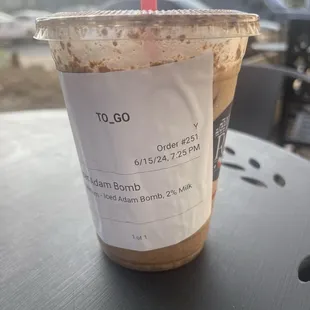 TO_GO
Y
Order #251
6/15/24, 7:25 PM
Adam Bomb
- Iced Adam Bomb, 2% Milk
1 of 1